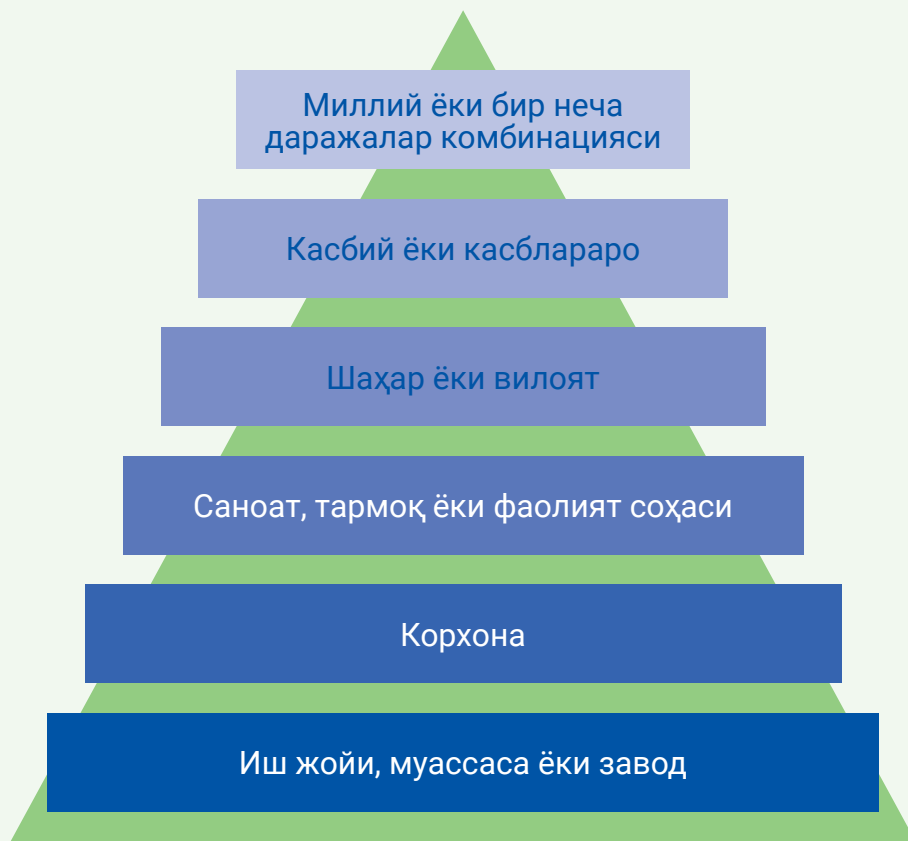 Миллий ёки бир неча
даражалар комбинацияси
Касбий ёки касблараро
Шаҳар ёки вилоят
Саноат, тармоқ ёки фаолият соҳаси
Корхона
Иш жойи, муассаса ёки завод